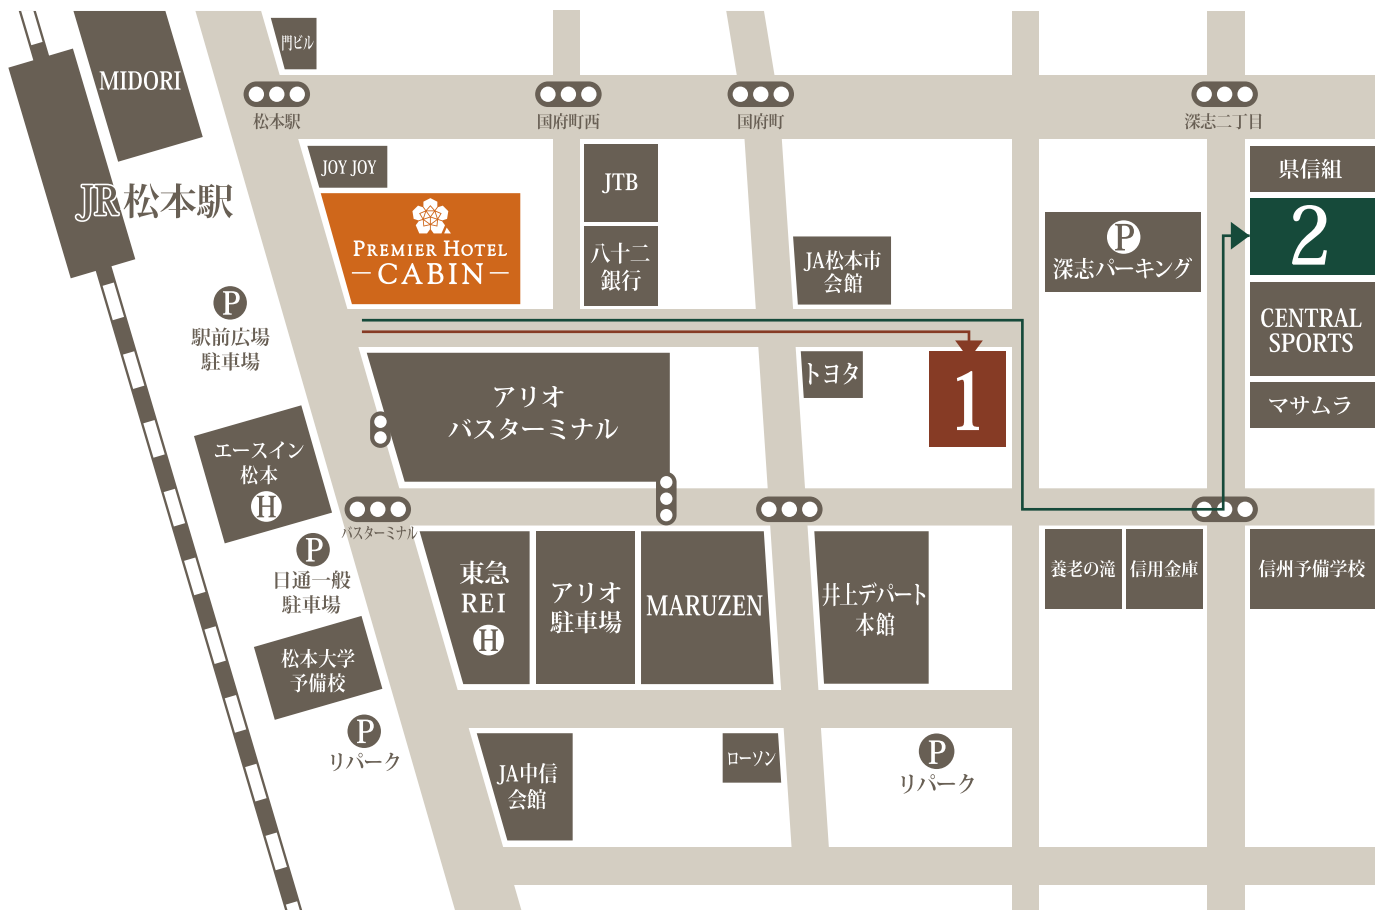 門ビル
MIDORI
松本駅
国府町西
国府町
深志二丁目
JOY JOY
JTB
県信組
JR松本駅
PREMIER HOTEL
CABIN
八十二
銀行
JA松本市
会館
P
深志パーキング
2
P
駅前広場
駐車場
CENTRAL
SPORTS
アリオ
バスターミナル
トヨタ
1
マサムラ
エースイン
松本
H
バスターミナル
P
日通一般
駐車場
東急
REI
H
アリオ
駐車場
MARUZEN
井上デパート
本館
養老の滝
信用金庫
信州予備学校
松本大学
予備校
P
リパーク
JA中信
会館
ローソン
P
リパーク